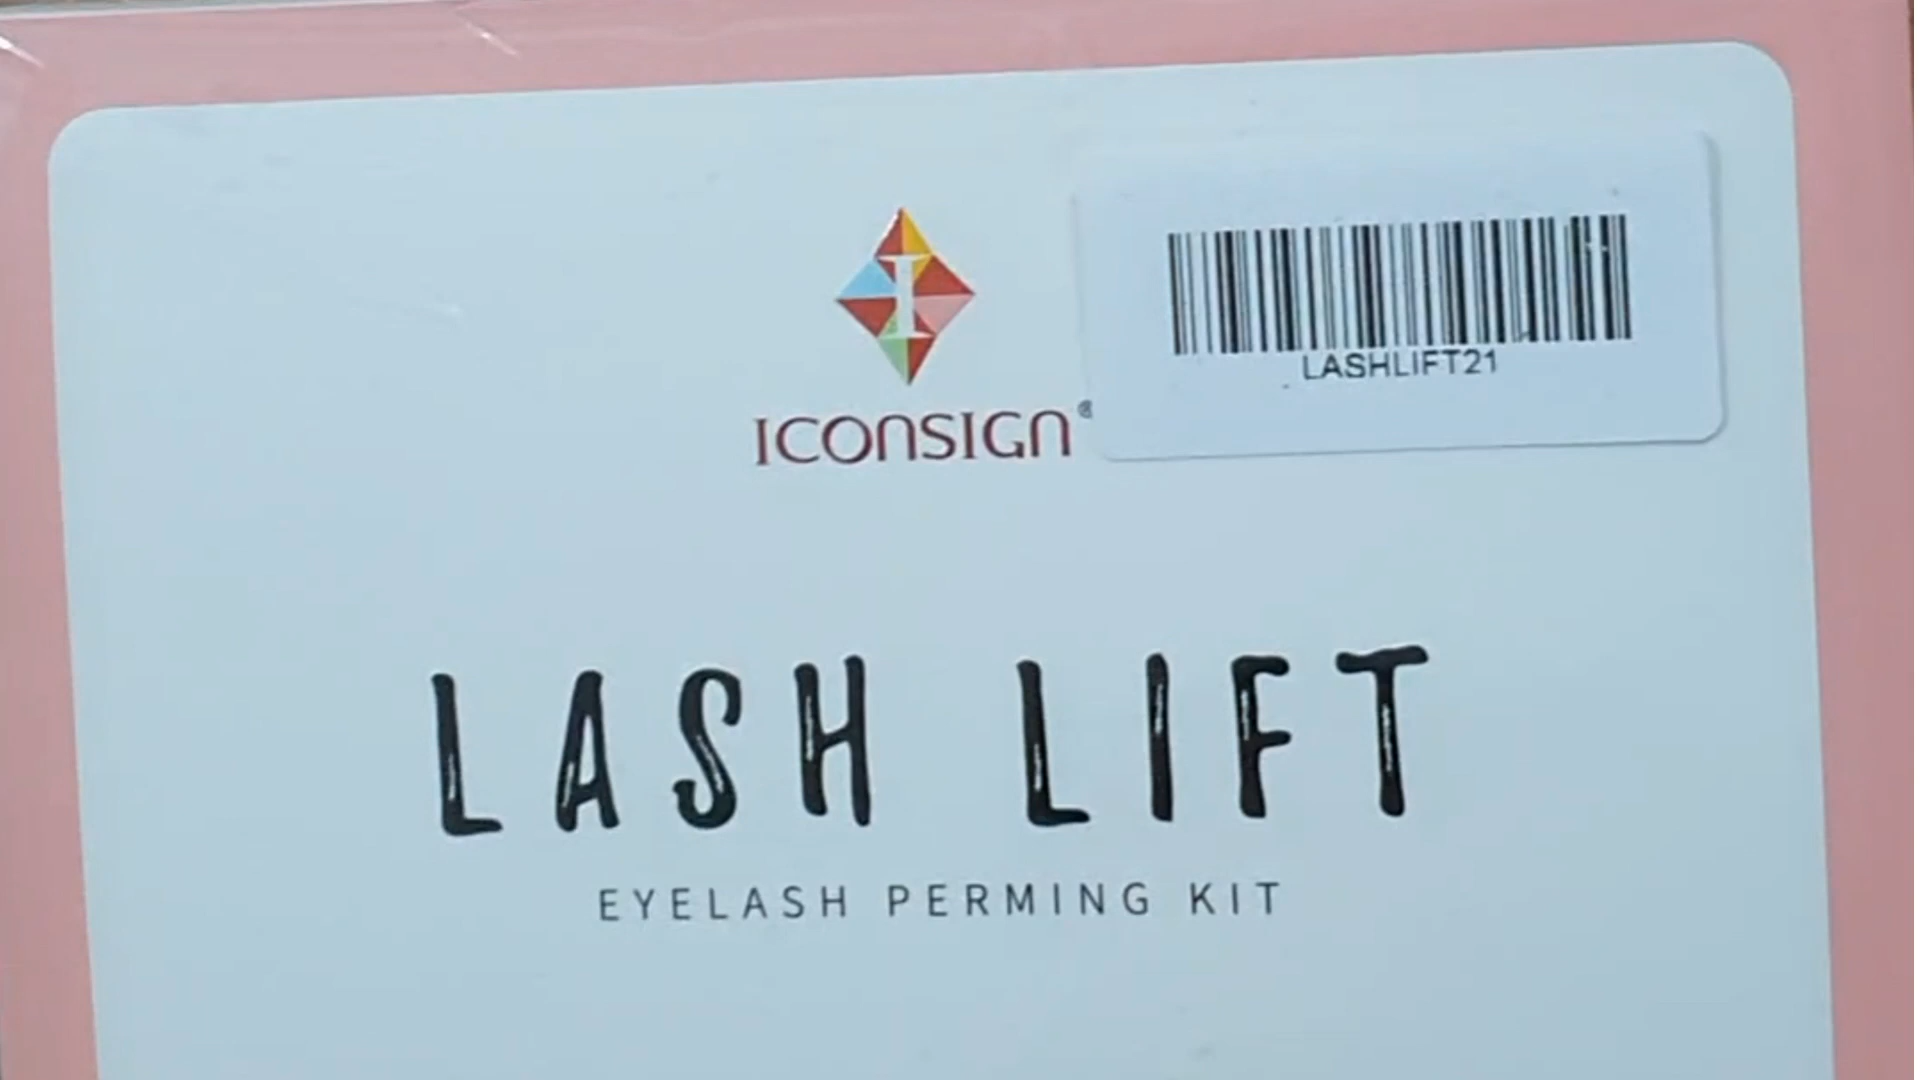 I
ICONSIGN®
LASHLIFT21
LASH LIFT
EYELASH PERMING KIT